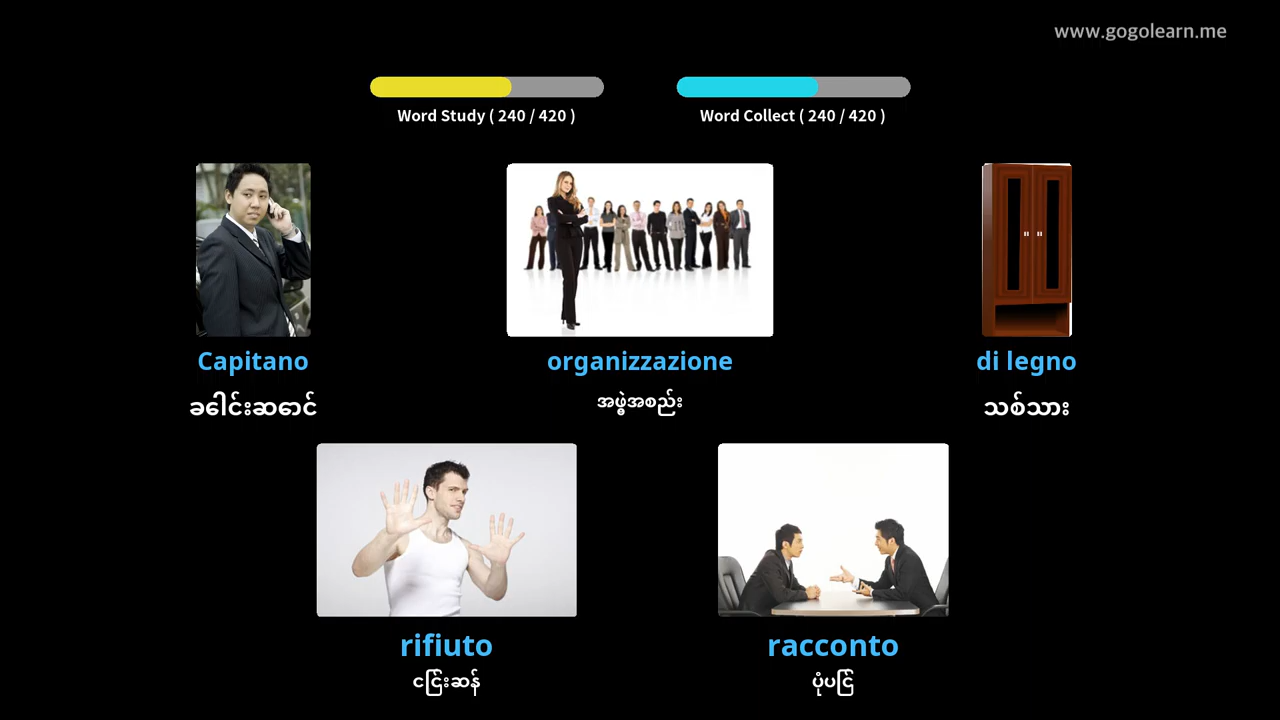 www.gogolearn.me
Word Study ( 240 / 420 )
Word Collect ( 240 / 420 )
Capitano
organizzazione
di legno
ခေါင်းဆောင်
အဖွဲ့အစည်း
သစ်သား
rifiuto
racconto
ငြင်းဆန်
ပုံပြင်